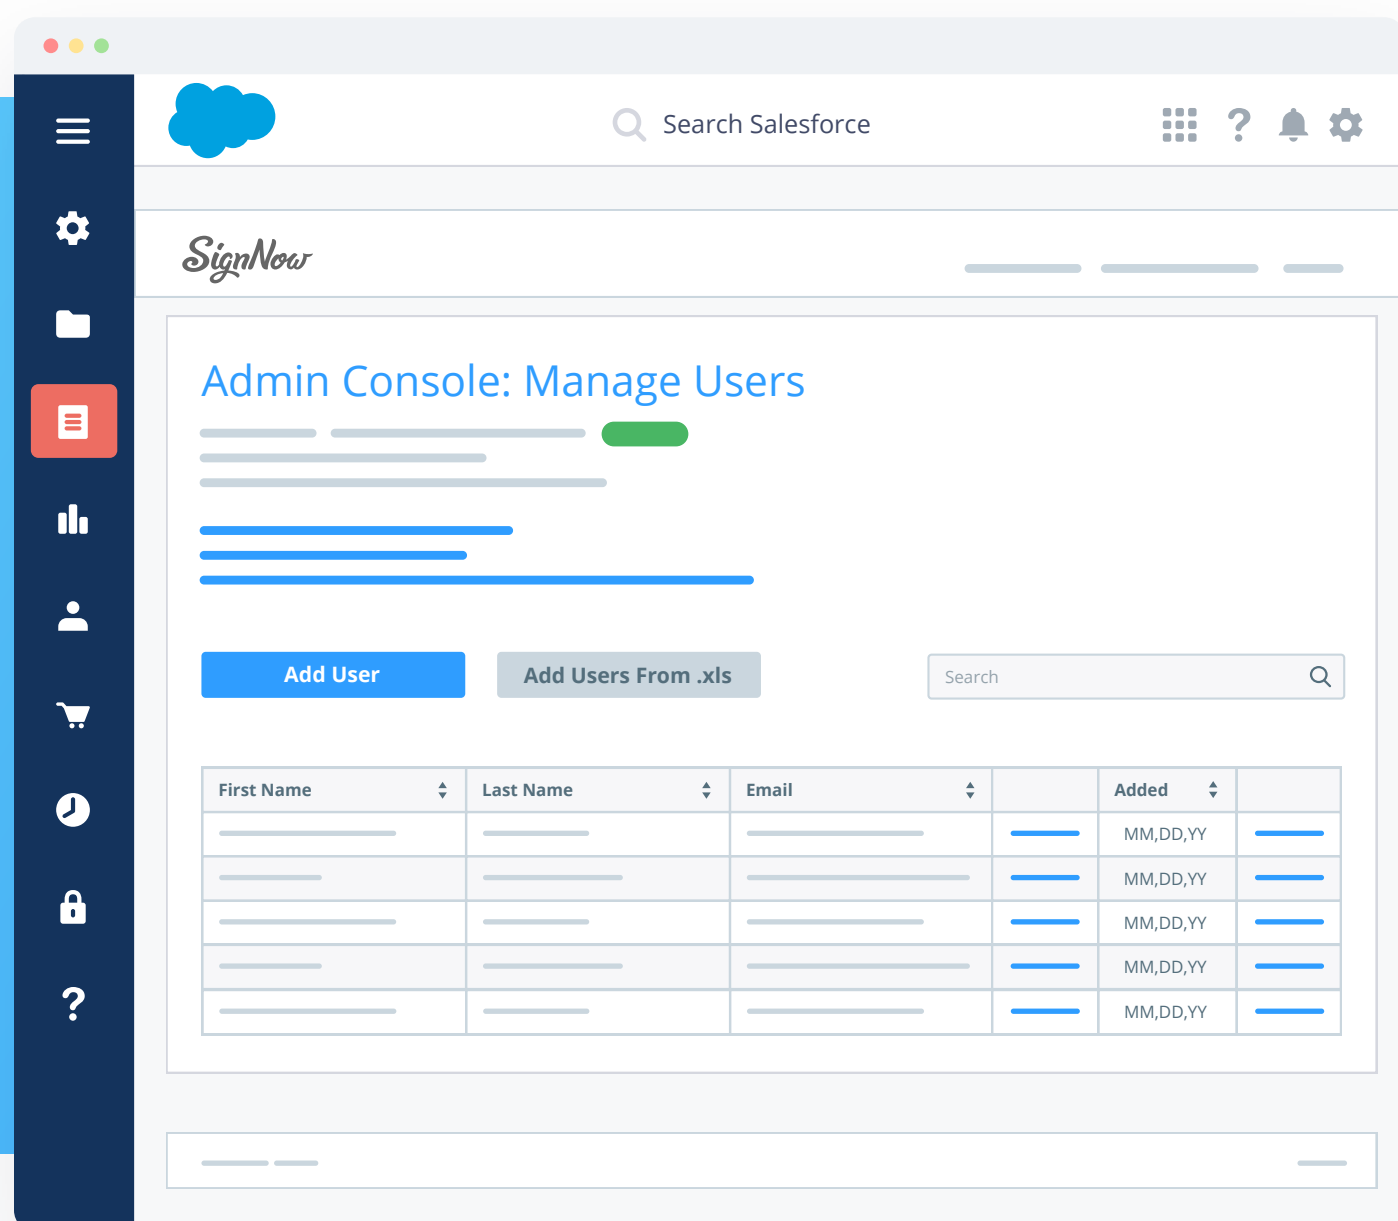 Search Salesforce
SignNow
Admin Console: Manage Users
Add User
Add Users From .xls
Search
First Name Last Name Email Added
MM,DD,YY
MM,DD,YY
MM,DD,YY
MM,DD,YY
MM,DD,YY